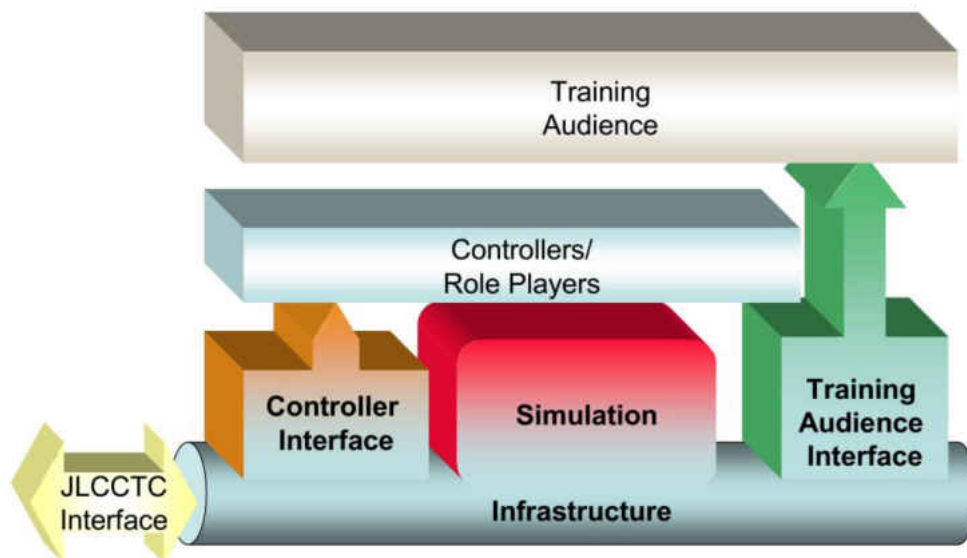 Training
Audience
Controllers/
Role Players
Controller
Interface
Simulation
Training
Audience
Interface
JLCCTC
Interface
Infrastructure